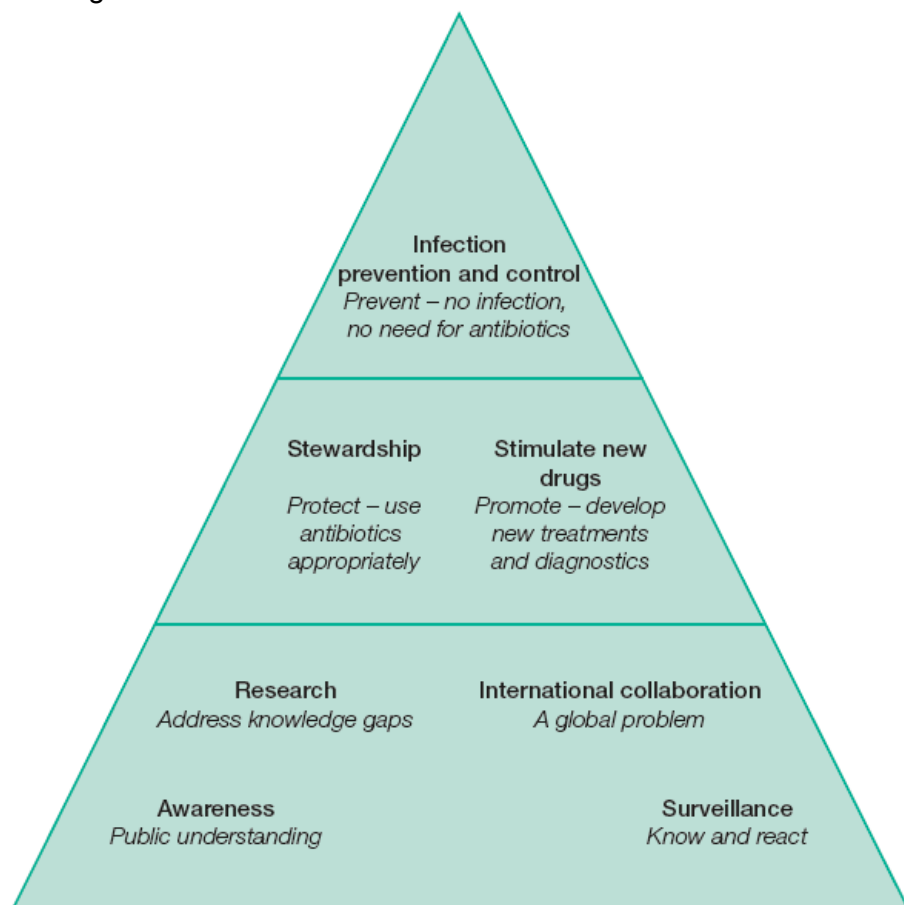 Infection
prevention and control
Prevent – no infection,
no need for antibiotics
Stewardship
Protect – use
antibiotics
appropriately
Stimulate new
drugs
Promote – develop
new treatments
and diagnostics
Research
Address knowledge gaps
International collaboration
A global problem
Awareness
Public understanding
Surveillance
Know and react